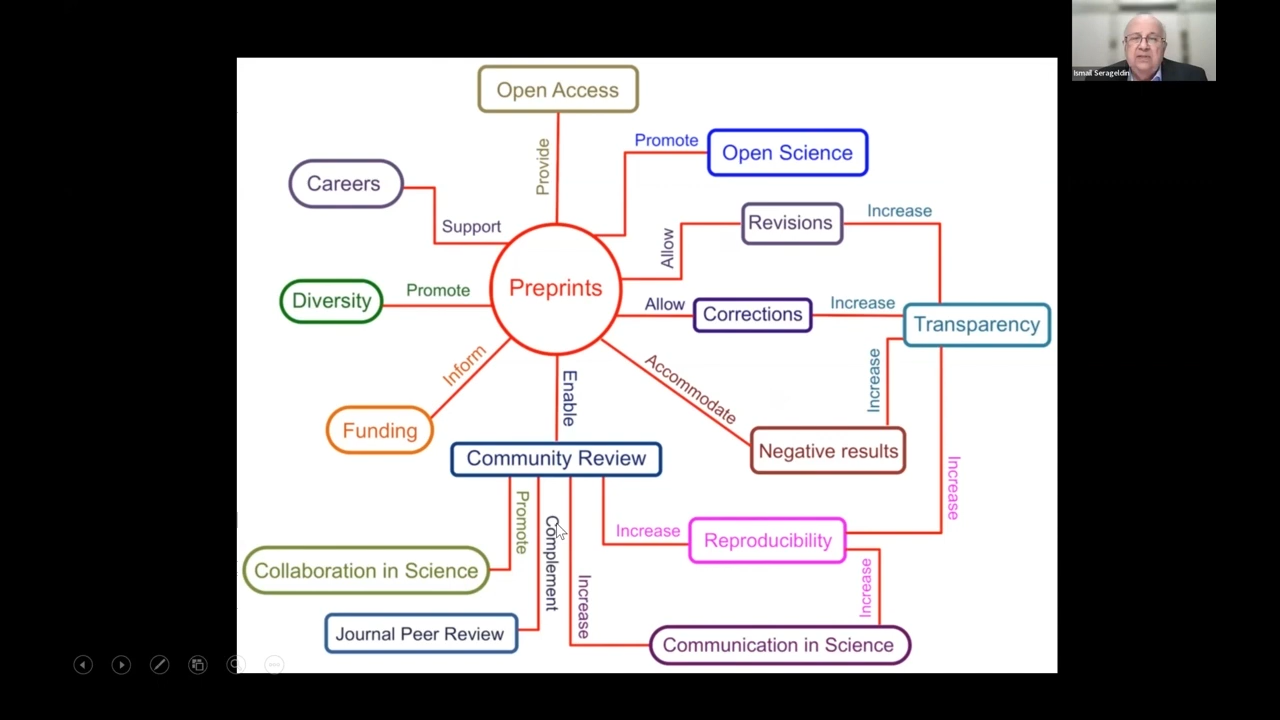 Ismail Serageldin
Open Access
Provide
Promote
Open Science
Careers
Support
Revisions
Increase
Allow
Preprints
Diversity
Promote
Allow
Corrections
Increase
Transparency
Inform
Enable
Accommodate
Increase
Funding
Community Review
Negative results
Increase
Promote
Complement
Increase
Reproducibility
Collaboration in Science
Increase
Increase
Journal Peer Review
Communication in Science